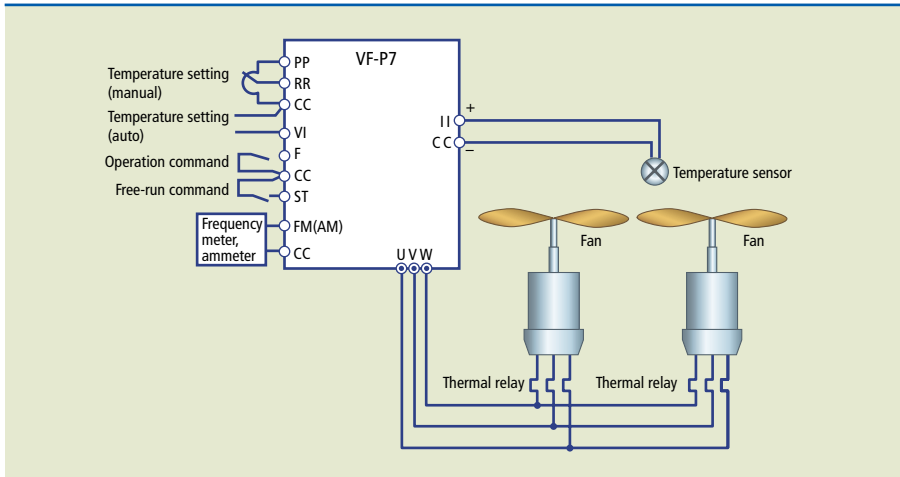 VF-P7
Temperature setting
(manual)
PP
RR
CC
Temperature setting
(auto)
VI
Operation command
F
CC
Free-run command
ST
Frequency
meter,
ammeter
FM(AM)
CC
+
II
CC
−
Temperature sensor
U V W
Fan
Fan
Thermal relay
Thermal relay